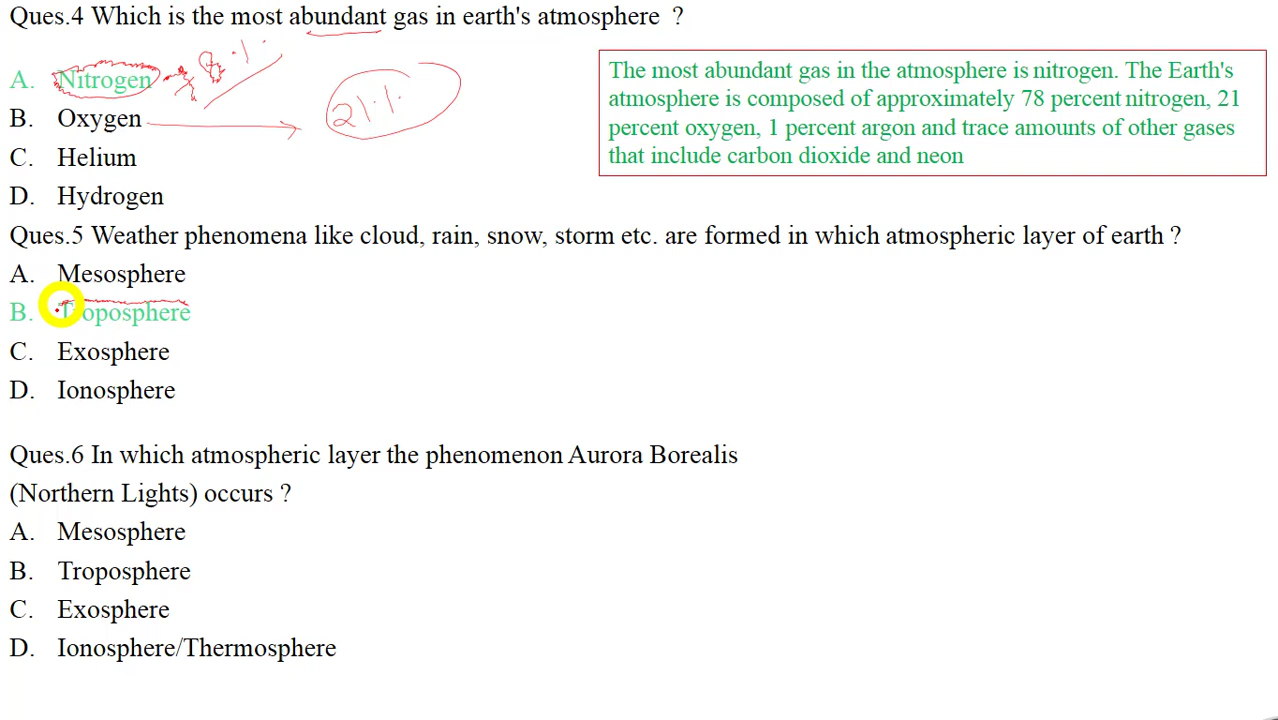 Ques.4 Which is the most abundant gas in earth's atmosphere ?
A. Nitrogen 78%
B. Oxygen 21%
C. Helium
D. Hydrogen
The most abundant gas in the atmosphere is nitrogen. The Earth's
atmosphere is composed of approximately 78 percent nitrogen, 21
percent oxygen, 1 percent argon and trace amounts of other gases
that include carbon dioxide and neon
Ques.5 Weather phenomena like cloud, rain, snow, storm etc. are formed in which atmospheric layer of earth ?
A. Mesosphere
B. Troposphere
C. Exosphere
D. Ionosphere
Ques.6 In which atmospheric layer the phenomenon Aurora Borealis
(Northern Lights) occurs ?
A. Mesosphere
B. Troposphere
C. Exosphere
D. Ionosphere/Thermosphere